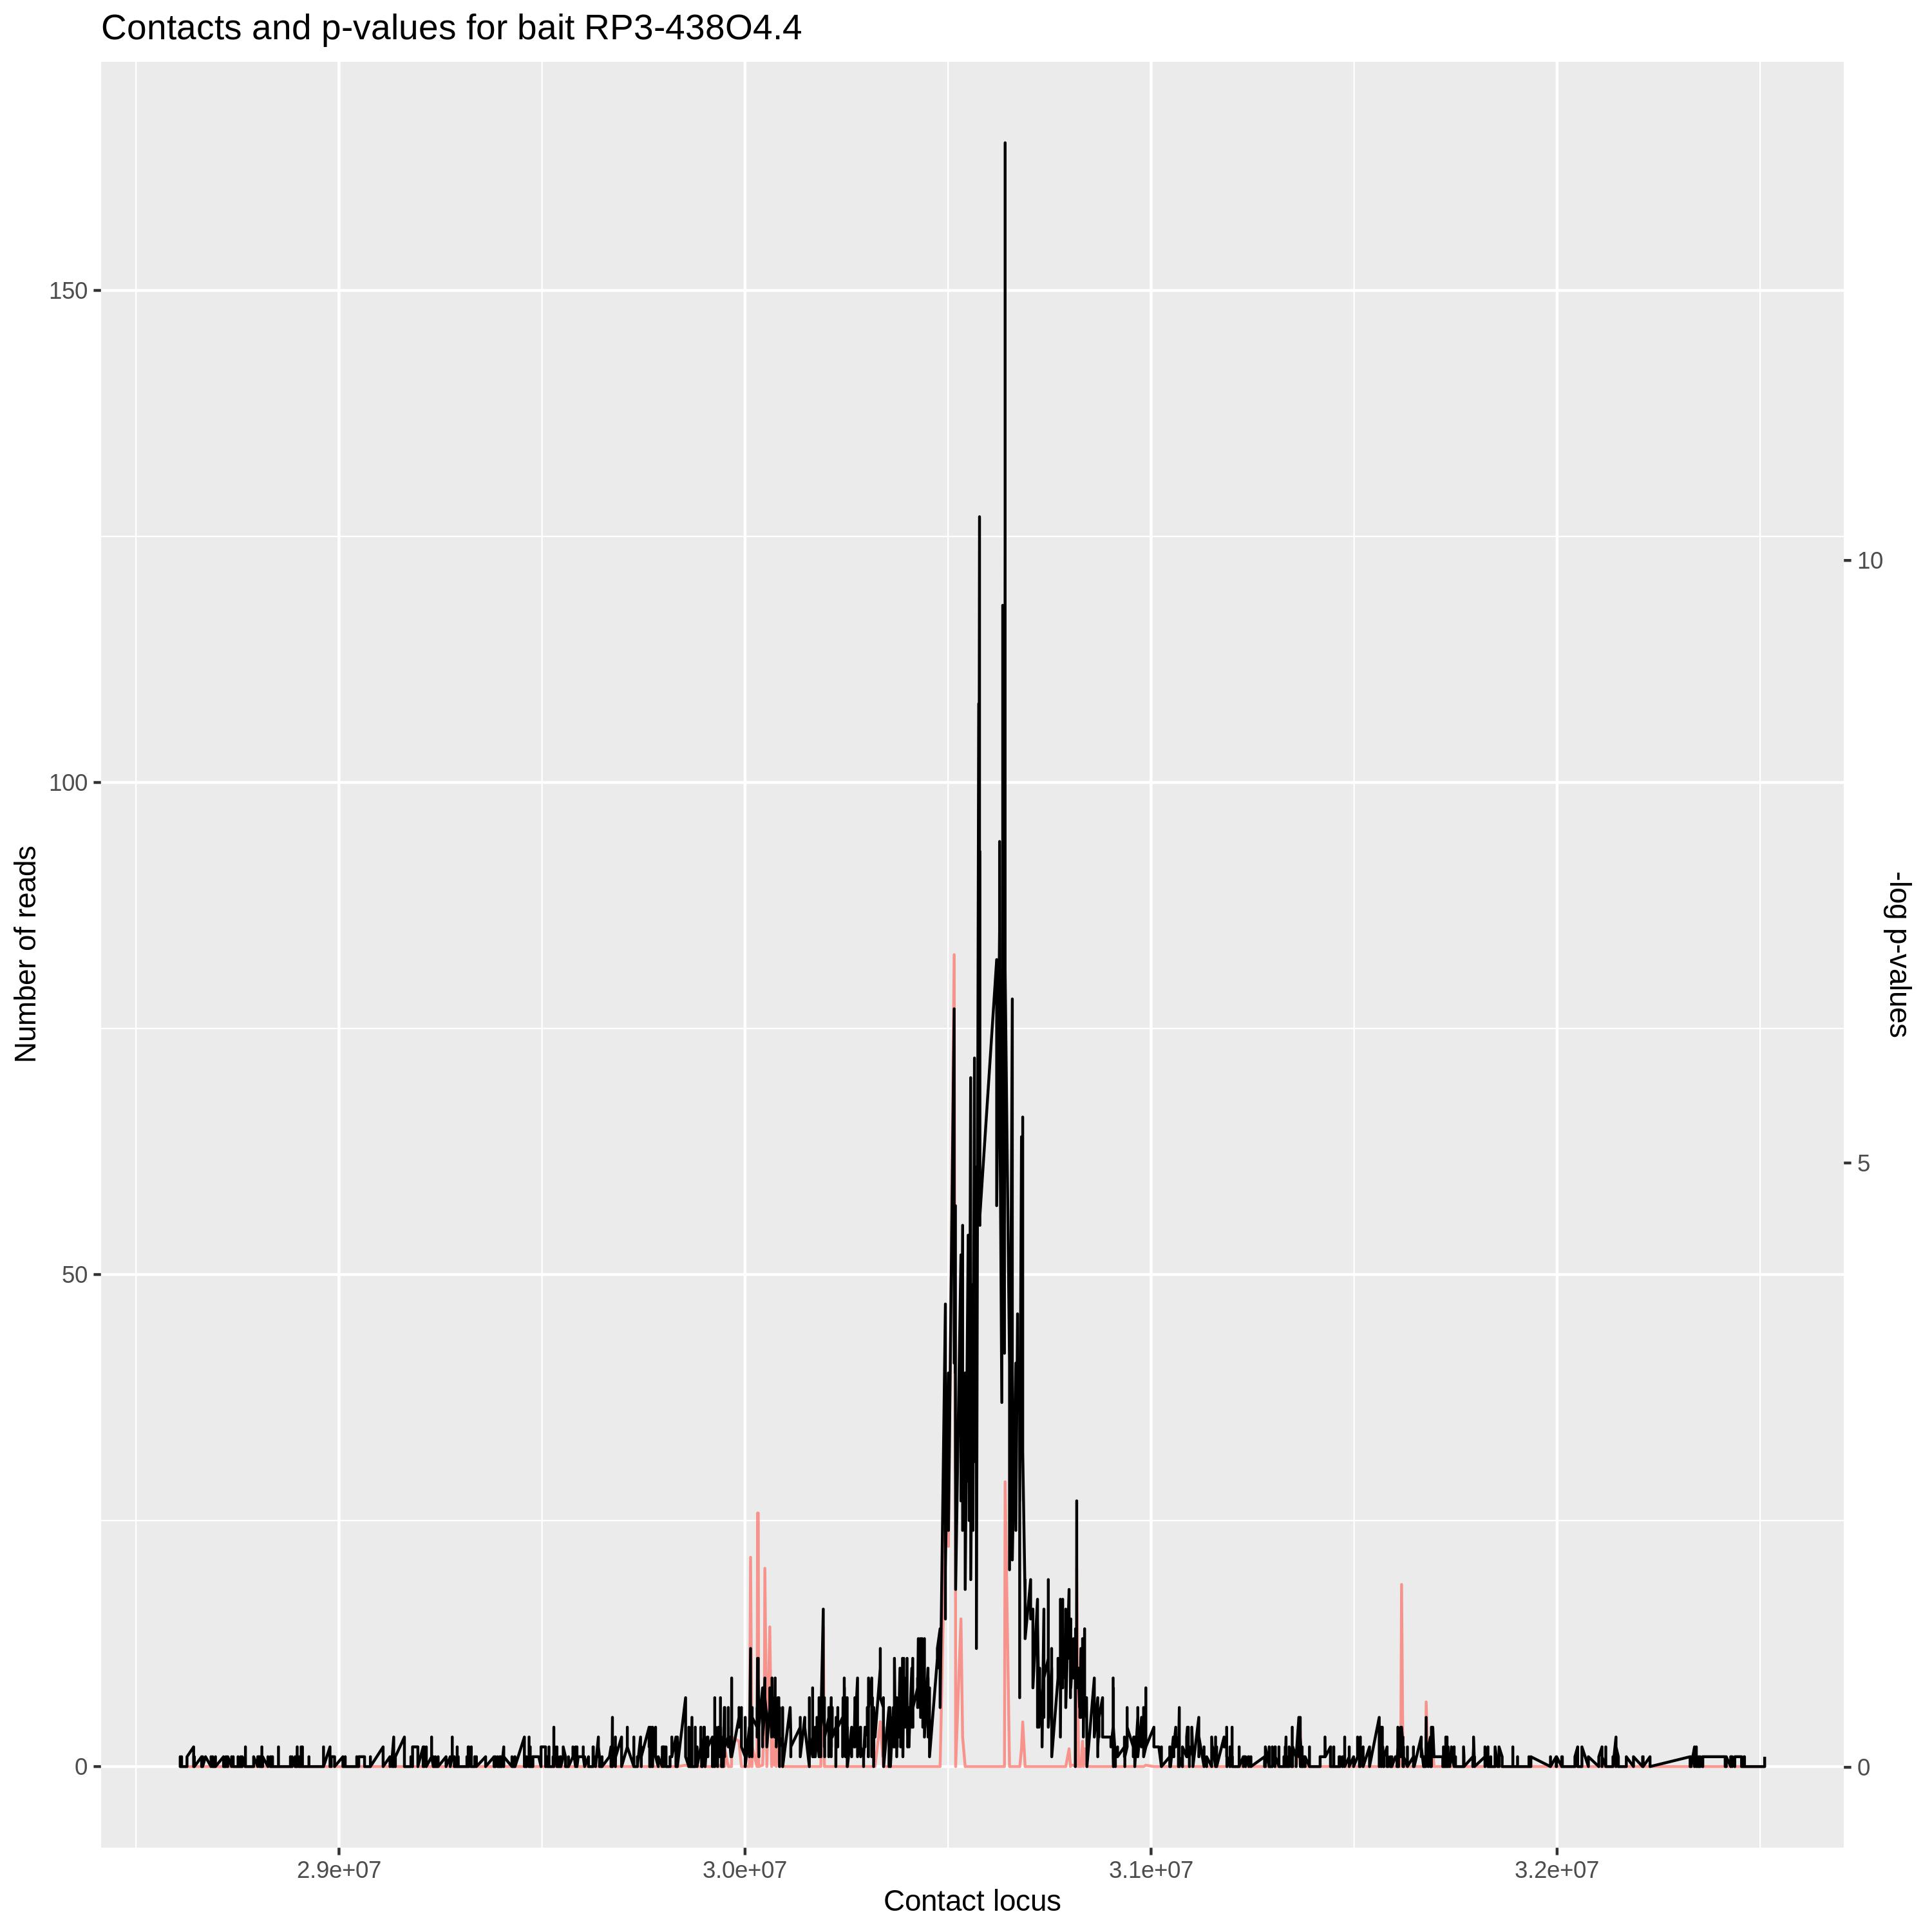 Contacts and p-values for bait RP3-438O4.4
150
100
50
0
Number of reads
10
5
0
-log p-values
2.9e+07
3.0e+07
3.1e+07
3.2e+07
Contact locus